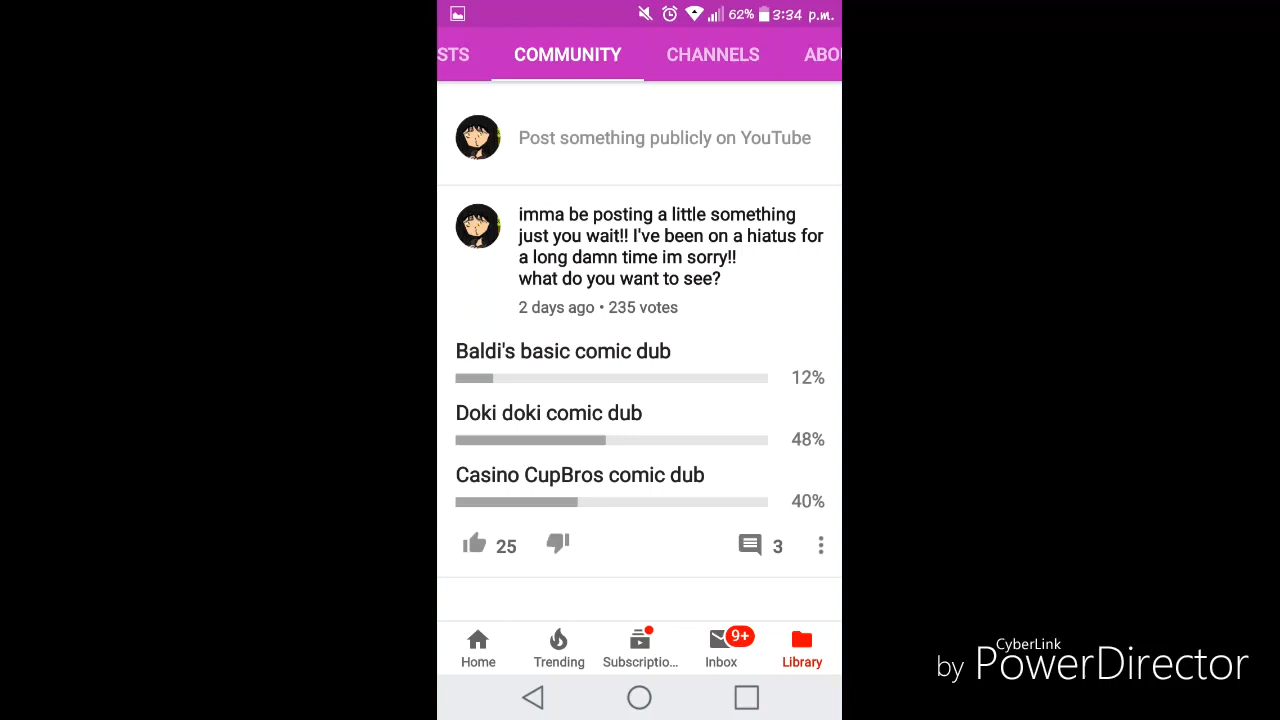 62% 3:34 p.m.
STS COMMUNITY CHANNELS ABO
Post something publicly on YouTube
imma be posting a little something
just you wait!! I've been on a hiatus for
a long damn time im sorry!!
what do you want to see?
2 days ago • 235 votes
Baldi's basic comic dub
12%
Doki doki comic dub
48%
Casino CupBros comic dub
40%
25 3
9+
Home Trending Subscriptio... Inbox Library
CyberLink
by PowerDirector